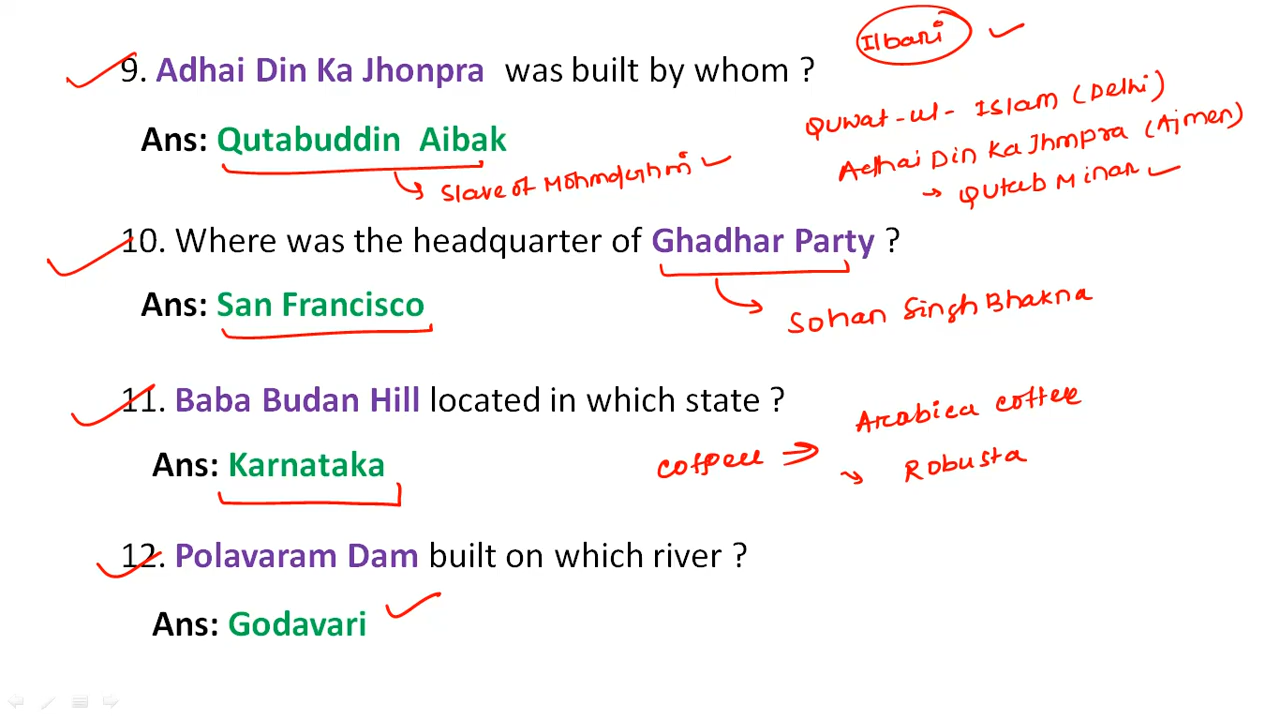 Ilbari
9. Adhai Din Ka Jhonpra was built by whom ?
Quwat-ul- Islam (Delhi)
Ans: Qutabuddin Aibak
Adhai Din Ka Jhmpra (Ajmer)
Slave of
→ Qutub Minar
10. Where was the headquarter of Ghadhar Party ?
Ans: San Francisco
Sohan Singh Bhakna
11. Baba Budan Hill located in which state ?
Arabica coffee
Ans: Karnataka
coffee ⇒
Robusta
12. Polavaram Dam built on which river ?
Ans: Godavari